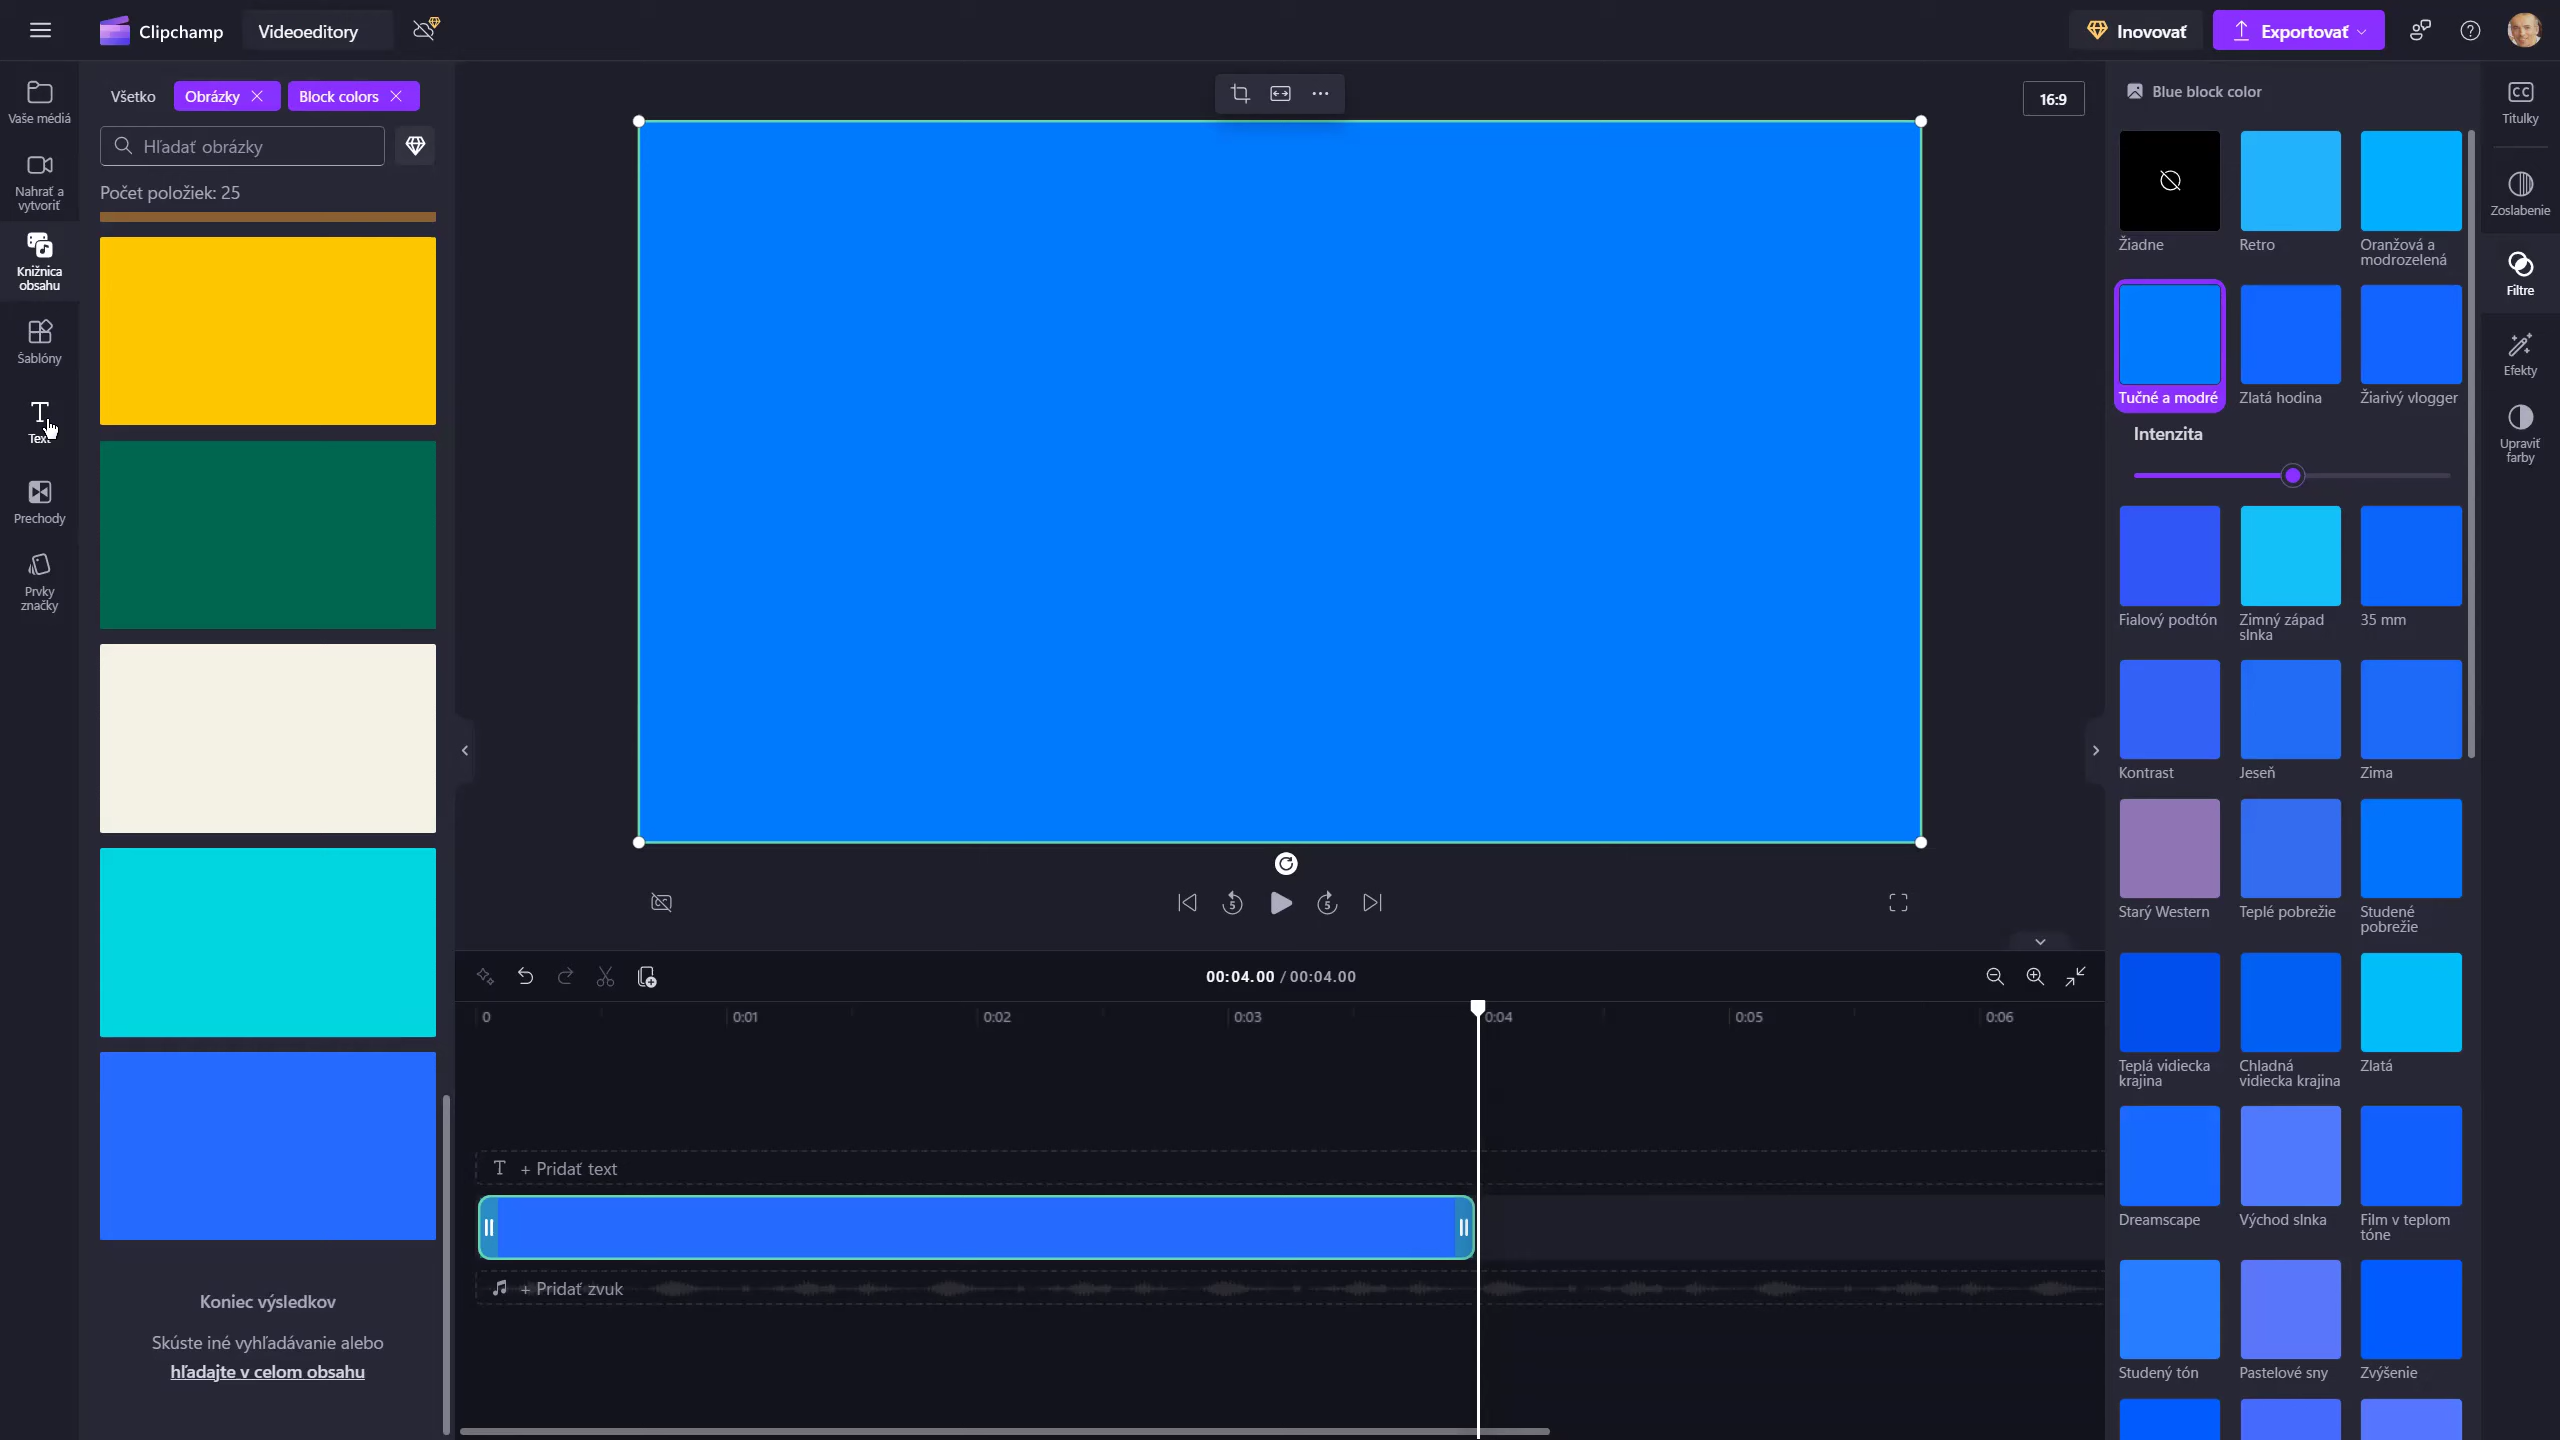 Clipchamp
Videoeditory
Inovovať
Exportovať
Vaše médiá
Nahrať a
vytvoriť
Knižnica
obsahu
Šablóny
Text
Prechody
Prvky
značky
Všetko
Obrázky
Block colors
Hľadať obrázky
Počet položiek: 25
Koniec výsledkov
Skúste iné vyhľadávanie alebo
hľadajte v celom obsahu
16:9
5
5
00:04.00 / 00:04.00
0
0:01
0:02
0:03
0:04
0:05
0:06
T + Pridať text
+ Pridať zvuk
Blue block color
Žiadne
Retro
Oranžová a
modrozelená
Tučné a modré
Zlatá hodina
Žiarivý vlogger
Intenzita
Fialový podtón
Zimný západ
slnka
35 mm
Kontrast
Jeseň
Zima
Starý Western
Teplé pobrežie
Studené
pobrežie
Teplá vidiecka
krajina
Chladná
vidiecka krajina
Zlatá
Dreamscape
Východ slnka
Film v teplom
tóne
Studený tón
Pastelové sny
Zvýšenie
CC
Titulky
Zoslabenie
Filtre
Efekty
Upraviť
farby